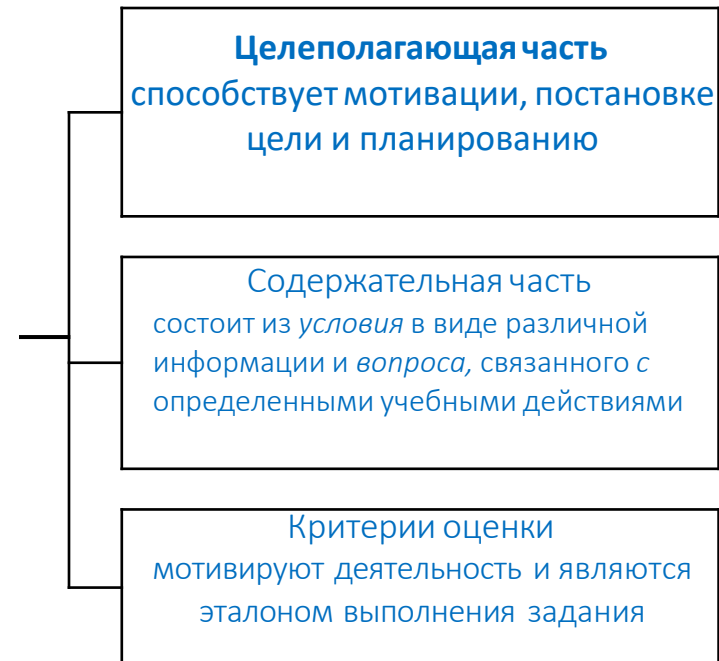 Целеполагающая часть
способствует мотивации, постановке
цели и планированию
Содержательная часть
состоит из условия в виде различной
информации и вопроса, связанного с
определенными учебными действиями
Критерии оценки
мотивируют деятельность и являются
эталоном выполнения задания